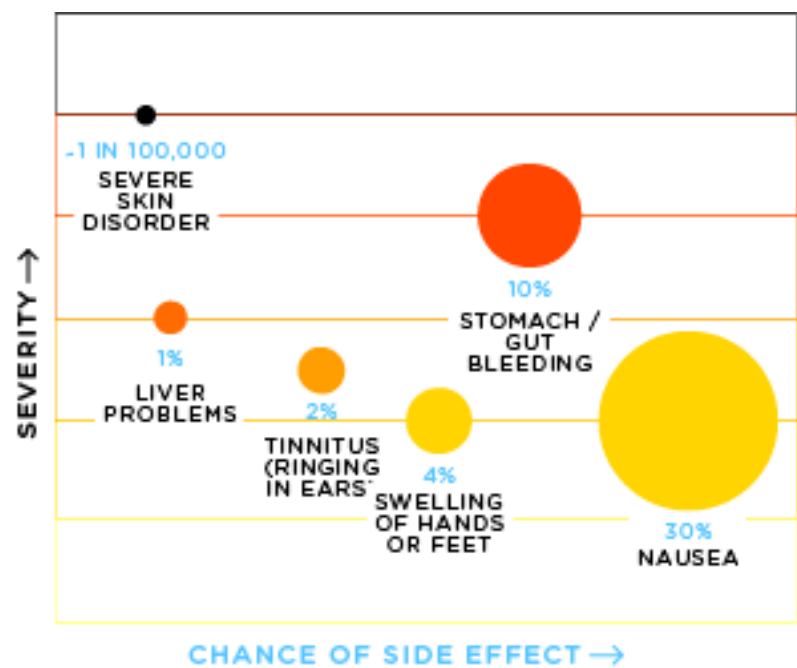 -1 IN 100,000
SEVERE
SKIN
DISORDER
10%
STOMACH /
GUT
BLEEDING
1%
LIVER
PROBLEMS
2%
TINNITUS
(RINGING
IN EARS
4%
SWELLING
OF HANDS
OR FEET
30%
NAUSEA
SEVERITY →
CHANCE OF SIDE EFFECT →